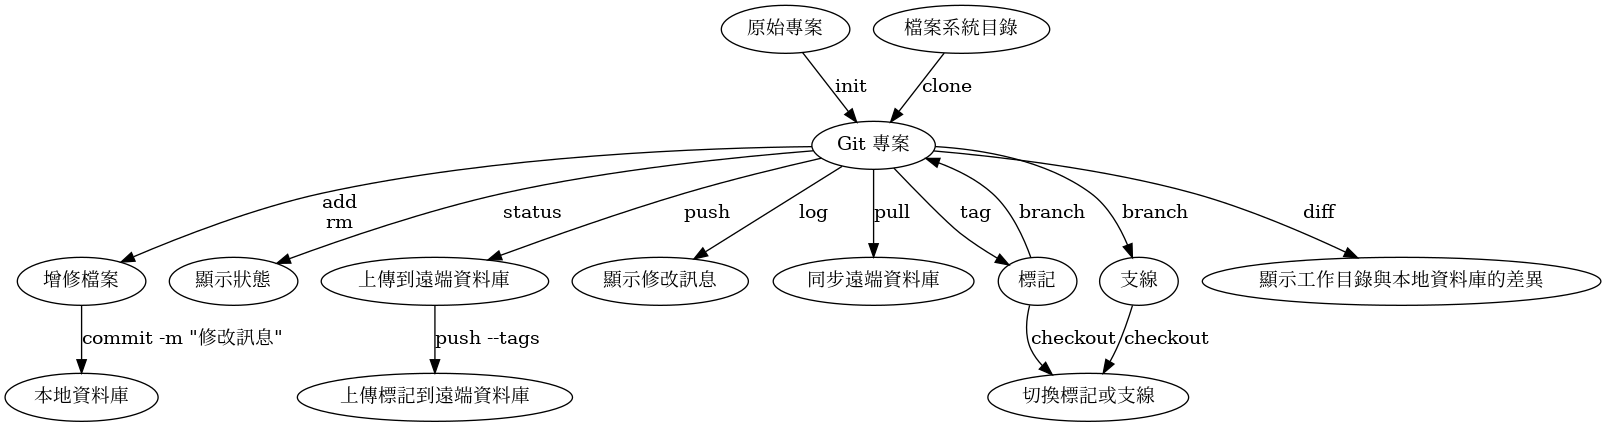 原始專案
檔案系統目錄
init
clone
Git 專案
add
rm
status
push
log
pull
tag
branch
branch
diff
增修檔案
顯示狀態
上傳到遠端資料庫
顯示修改訊息
同步遠端資料庫
標記
支線
顯示工作目錄與本地資料庫的差異
commit -m "修改訊息"
push --tags
checkout
checkout
本地資料庫
上傳標記到遠端資料庫
切換標記或支線